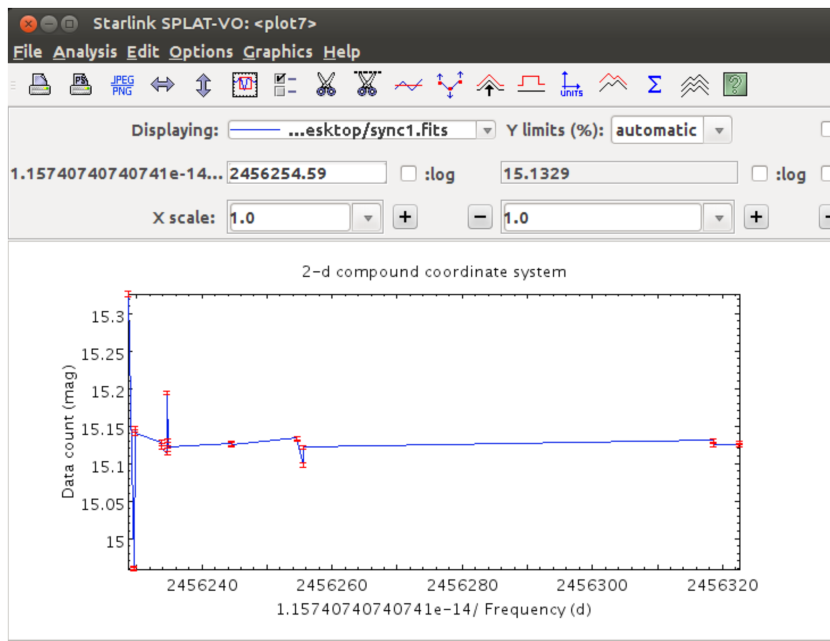 Starlink SPLAT-VO: <plot7>
File Analysis Edit Options Graphics Help
PS JPEG PNG UNITS Σ ?
Displaying: ...esktop/sync1.fits Y limits (%): automatic
1.15740740740741e-14... 2456254.59 :log 15.1329 :log
X scale: 1.0 + − 1.0 +
2-d compound coordinate system
15.3
15.25
15.2
15.15
15.1
15.05
15
Data count (mag)
2456240 2456260 2456280 2456300 2456320
1.15740740740741e-14/ Frequency (d)